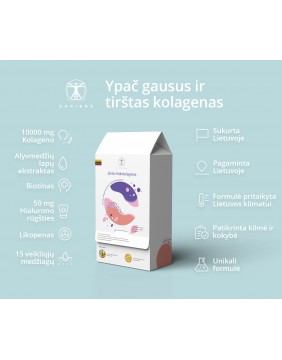 Ypač gausus ir
tirštas kolagenas
10000 mg
Kolageno
Alyvmedžių
lapų
ekstraktas
Biotinas
50 mg
Hialurono
rūgšties
Likopenas
15 veikliųjų
medžiagų
Sukurta
Lietuvoje
Pagaminta
Lietuvoje
Formulė pritaikyta
Lietuvos klimatui
Patikrinta kilmė ir
kokybė
Unikali
formulė